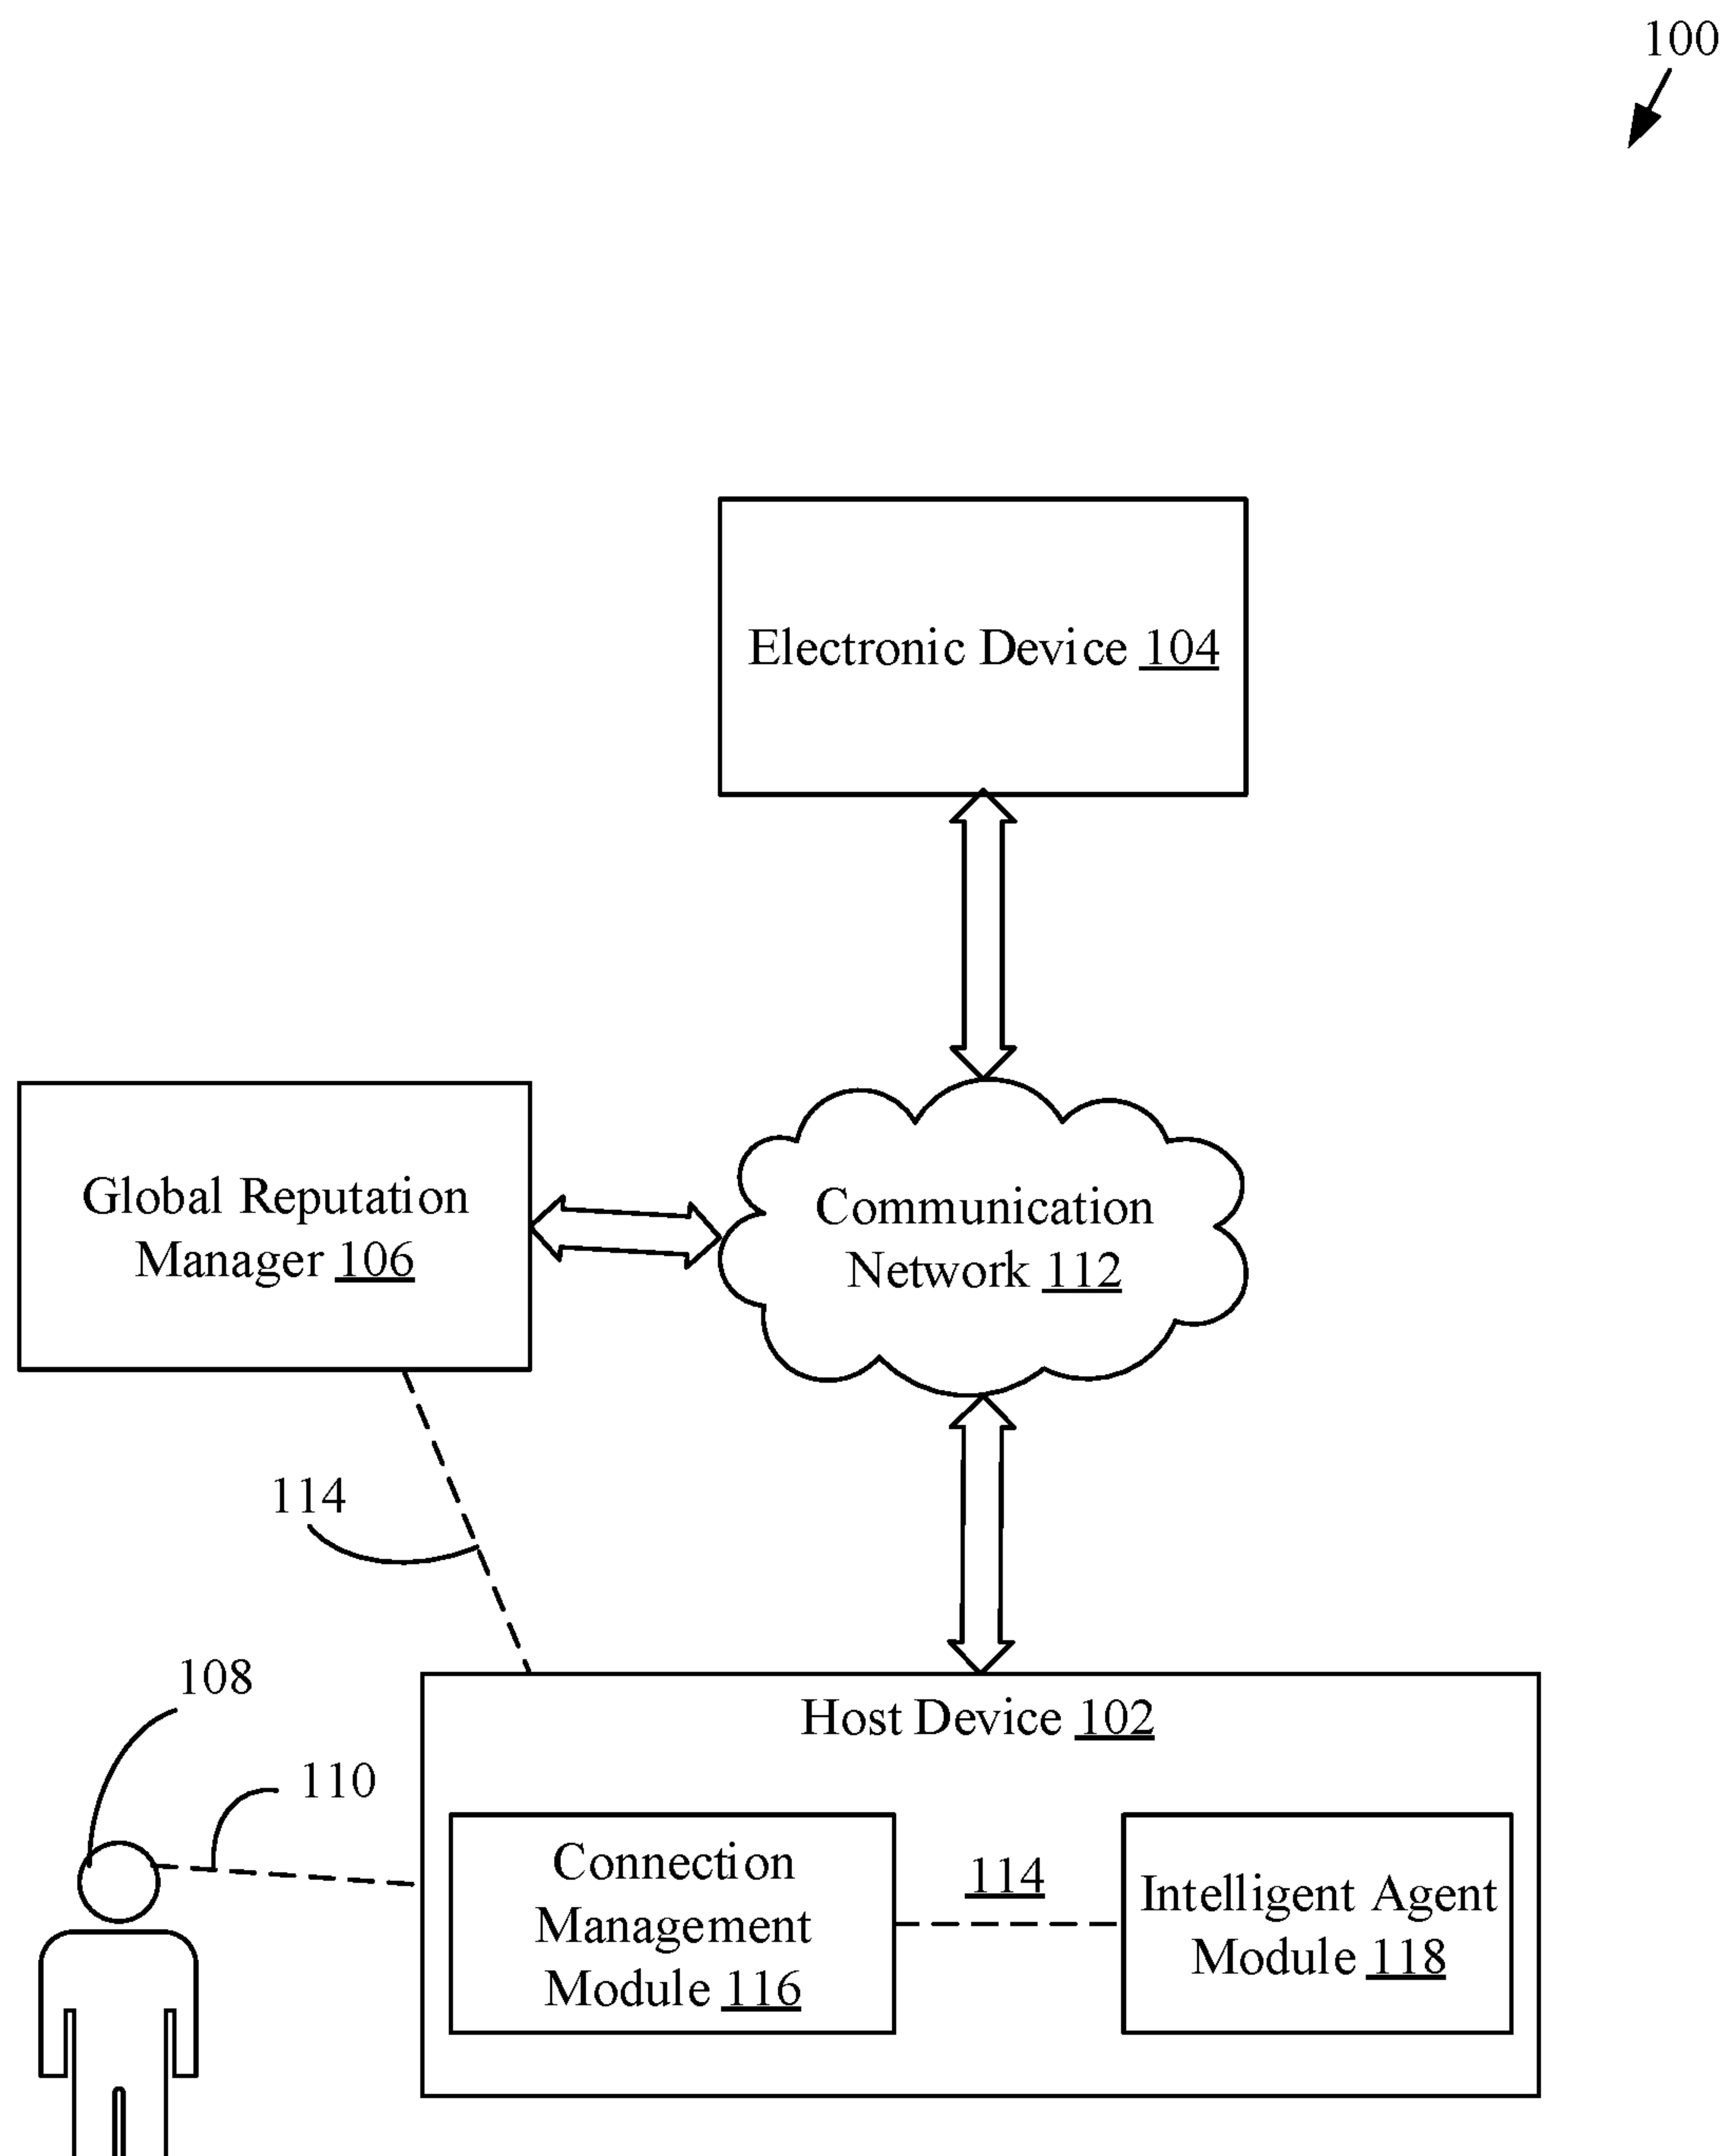 100
Electronic Device 104
Global Reputation
Manager 106
Communication
Network 112
114
108
Host Device 102
110
Connection
Management
Module 116
114
Intelligent Agent
Module 118